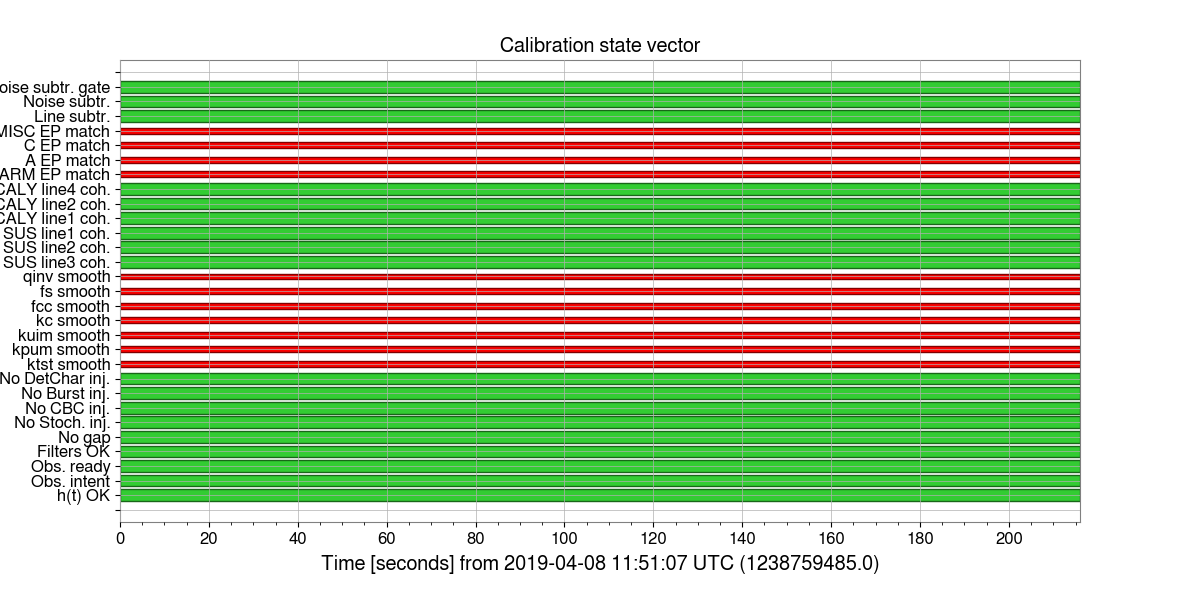 Calibration state vector
oise subtr. gate
Noise subtr.
Line subtr.
MISC EP match
C EP match
A EP match
ARM EP match
CALY line4 coh.
CALY line2 coh.
CALY line1 coh.
SUS line1 coh.
SUS line2 coh.
SUS line3 coh.
qinv smooth
fs smooth
fcc smooth
kc smooth
kuim smooth
kpum smooth
ktst smooth
No DetChar inj.
No Burst inj.
No CBC inj.
No Stoch. inj.
No gap
Filters OK
Obs. ready
Obs. intent
h(t) OK
0 20 40 60 80 100 120 140 160 180 200
Time [seconds] from 2019-04-08 11:51:07 UTC (1238759485.0)